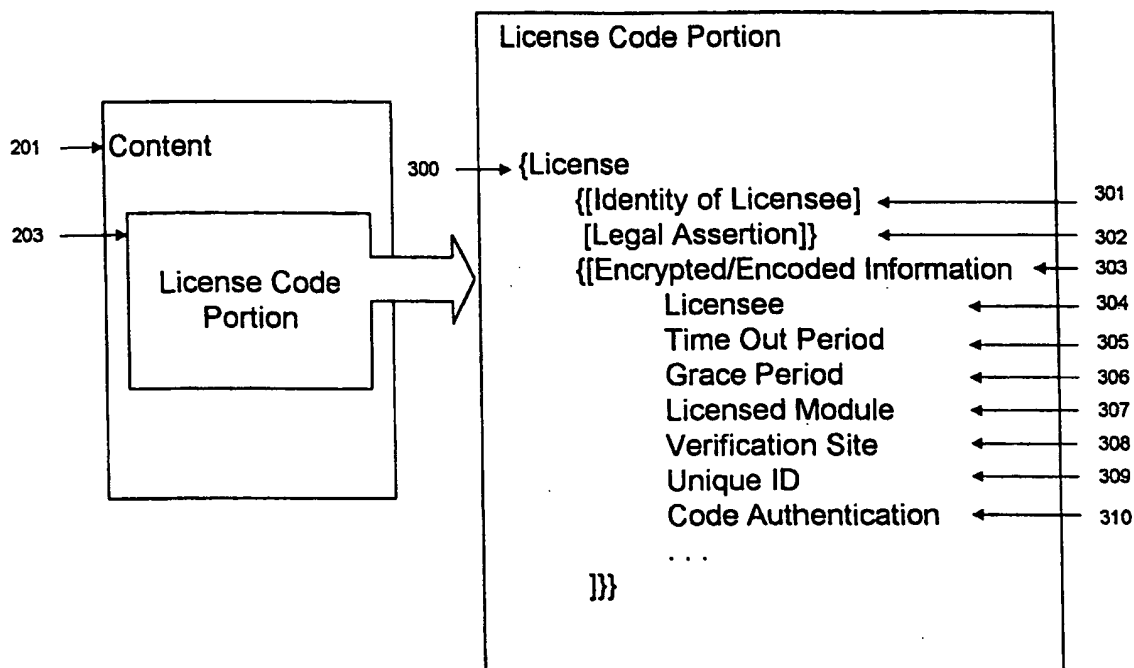 License Code Portion
201 Content
203 License Code
Portion
300 {License
{[Identity of Licensee] 301
[Legal Assertion]} 302
{[Encrypted/Encoded Information 303
Licensee 304
Time Out Period 305
Grace Period 306
Licensed Module 307
Verification Site 308
Unique ID 309
Code Authentication 310
. . .
]}}